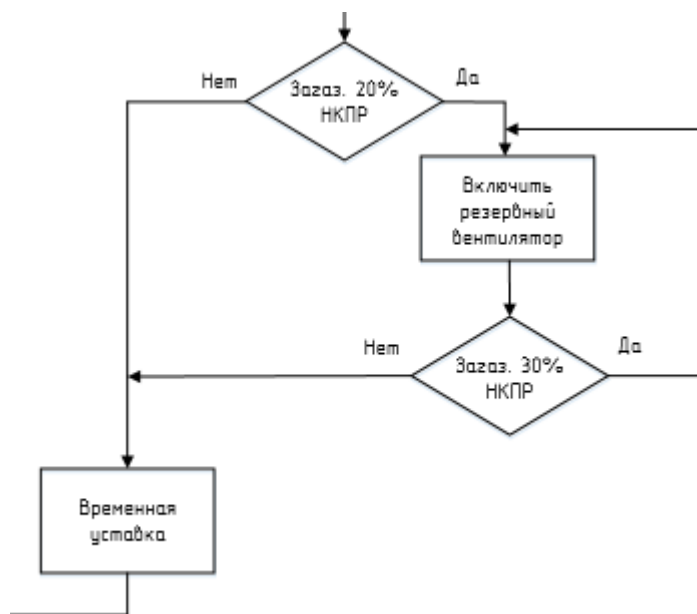 Нет
Загаз. 20%
НКПР
Да
Включить
резервный
вентилятор
Нет
Загаз. 30%
НКПР
Да
Временная
уставка